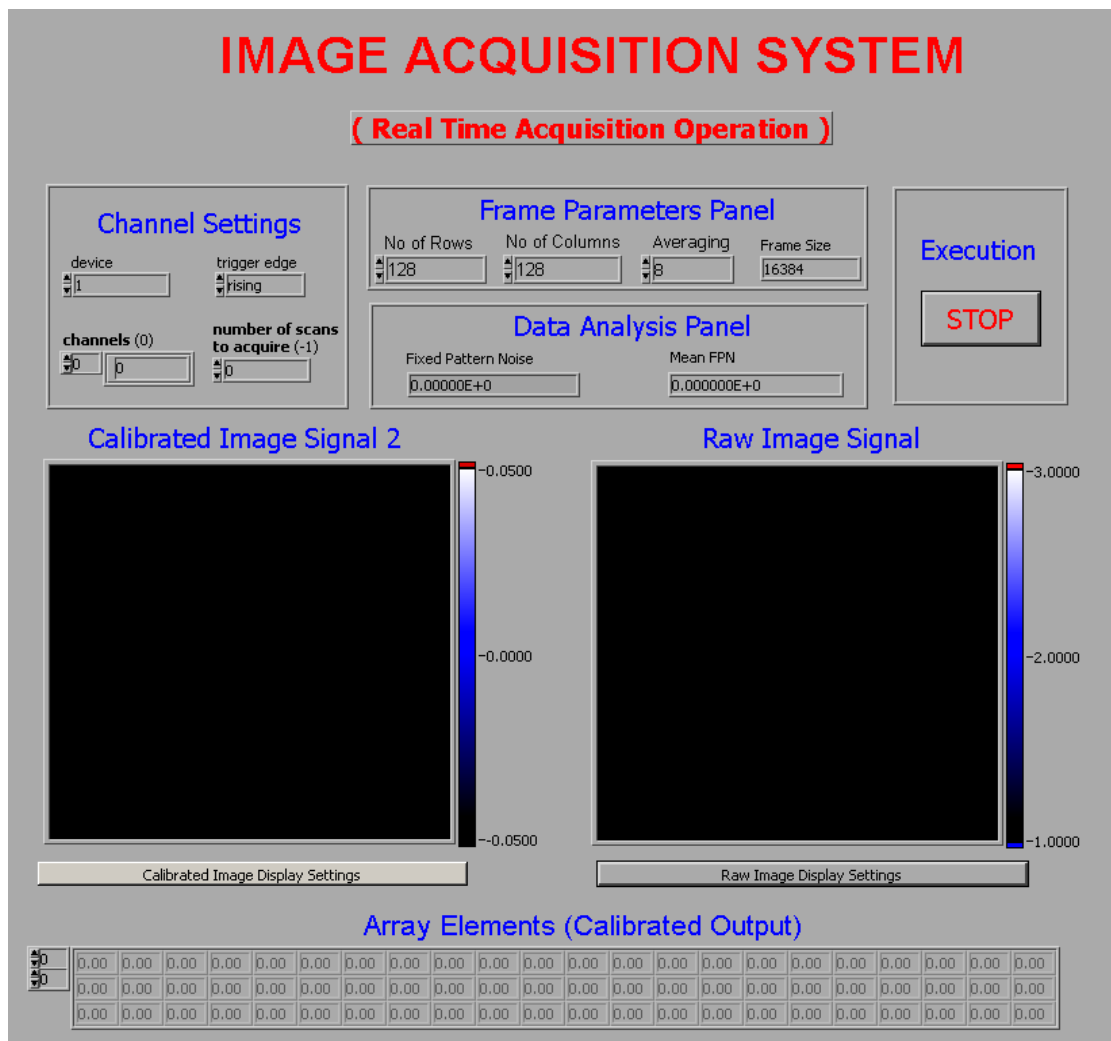 IMAGE ACQUISITION SYSTEM
( Real Time Acquisition Operation )
Channel Settings
device
trigger edge
1
rising
channels (0)
number of scans
to acquire (-1)
0
0
0
Frame Parameters Panel
No of Rows
No of Columns
Averaging
Frame Size
128
128
8
16384
Data Analysis Panel
Fixed Pattern Noise
Mean FPN
0.00000E+0
0.000000E+0
Execution
STOP
Calibrated Image Signal 2
-0.0500
-0.0000
--0.0500
Calibrated Image Display Settings
Raw Image Signal
-3.0000
-2.0000
-1.0000
Raw Image Display Settings
Array Elements (Calibrated Output)
0
0
0.00 0.00 0.00 0.00 0.00 0.00 0.00 0.00 0.00 0.00 0.00 0.00 0.00 0.00 0.00 0.00 0.00 0.00 0.00 0.00 0.00 0.00
0.00 0.00 0.00 0.00 0.00 0.00 0.00 0.00 0.00 0.00 0.00 0.00 0.00 0.00 0.00 0.00 0.00 0.00 0.00 0.00 0.00 0.00
0.00 0.00 0.00 0.00 0.00 0.00 0.00 0.00 0.00 0.00 0.00 0.00 0.00 0.00 0.00 0.00 0.00 0.00 0.00 0.00 0.00 0.00